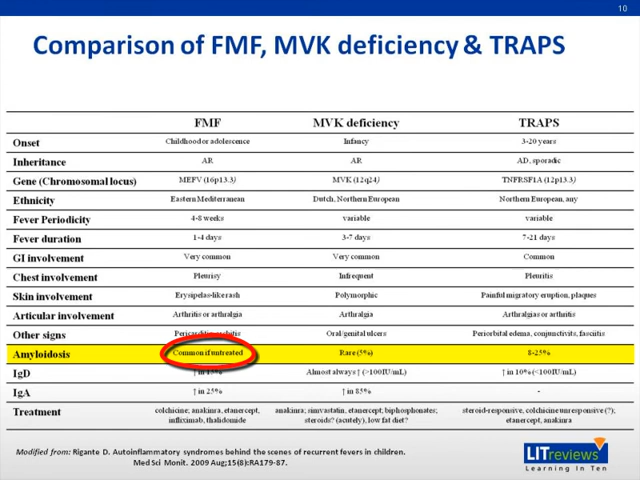 10
Comparison of FMF, MVK deficiency & TRAPS
FMF MVK deficiency TRAPS
Onset Childhood or adolescence Infancy 3-20 years
Inheritance AR AR AD, sporadic
Gene (Chromosomal locus) MEFV (16p13.3) MVK (12q24) TNFRSF1A (12p13.3)
Ethnicity Eastern Mediterranean Dutch, Northern European Northern European, any
Fever Periodicity 4-8 weeks variable variable
Fever duration 1-4 days 3-7 days 7-21 days
GI involvement Very common Very common Common
Chest involvement Pleurisy Infrequent Pleuritis
Skin involvement Erysipelas-like rash Polymorphic Painful migratory eruption, plaques
Articular involvement Arthritis or arthralgia Arthralgia Arthralgias or arthritis
Other signs Oral/genital ulcers Periorbital edema, conjunctivits, fasciitis
Amyloidosis Common if untreated Rare (5%) 8-25%
IgD ↑ in 13% Almost always ↑ (>100IU/mL) ↑ in 10% (<100IU/mL)
IgA ↑ in 25% ↑ in 85% -
Treatment colchicine; anakinra, etanercept, anakinra; simvastatin, etanercept; biphosphonates; steroid-responsive, colchicine unresponsive (?);
infliximab, thalidomide steroids? (acutely), low fat diet? etanercept, anakinra
Modified from: Rigante D. Autoinflammatory syndromes behind the scenes of recurrent fevers in children.
Med Sci Monit. 2009 Aug;15(8):RA179-87.
LITreviews
Learning In Ten